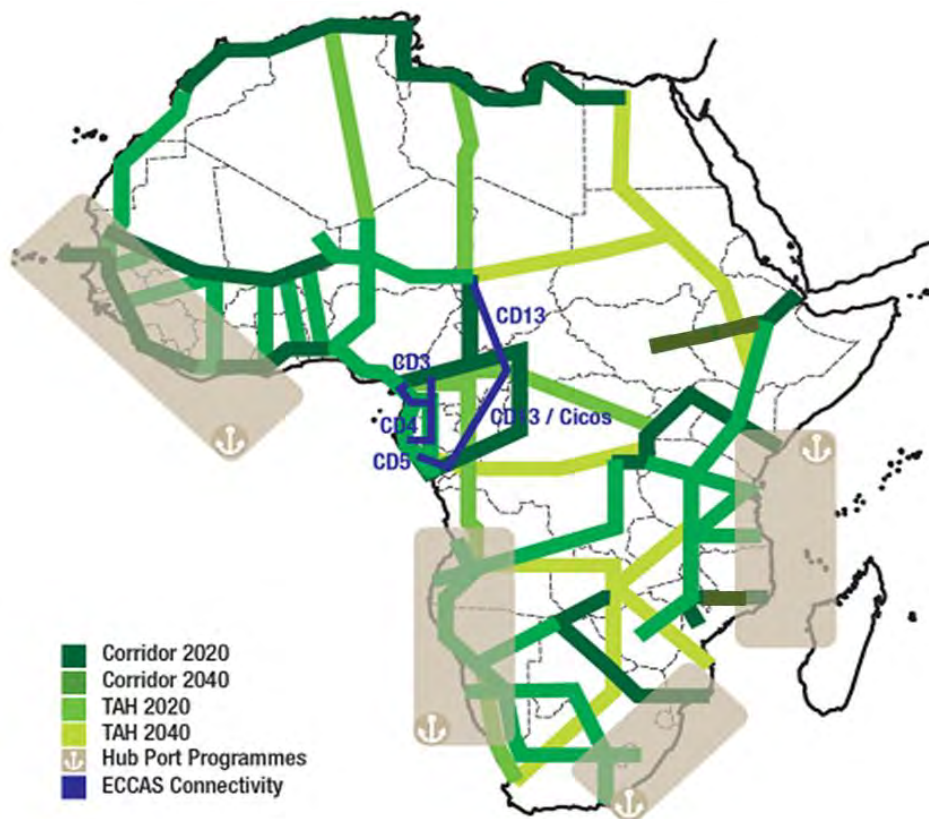 CD13
CD3
CD4
CD13 / Cicos
CD5
Corridor 2020
Corridor 2040
TAH 2020
TAH 2040
Hub Port Programmes
ECCAS Connectivity